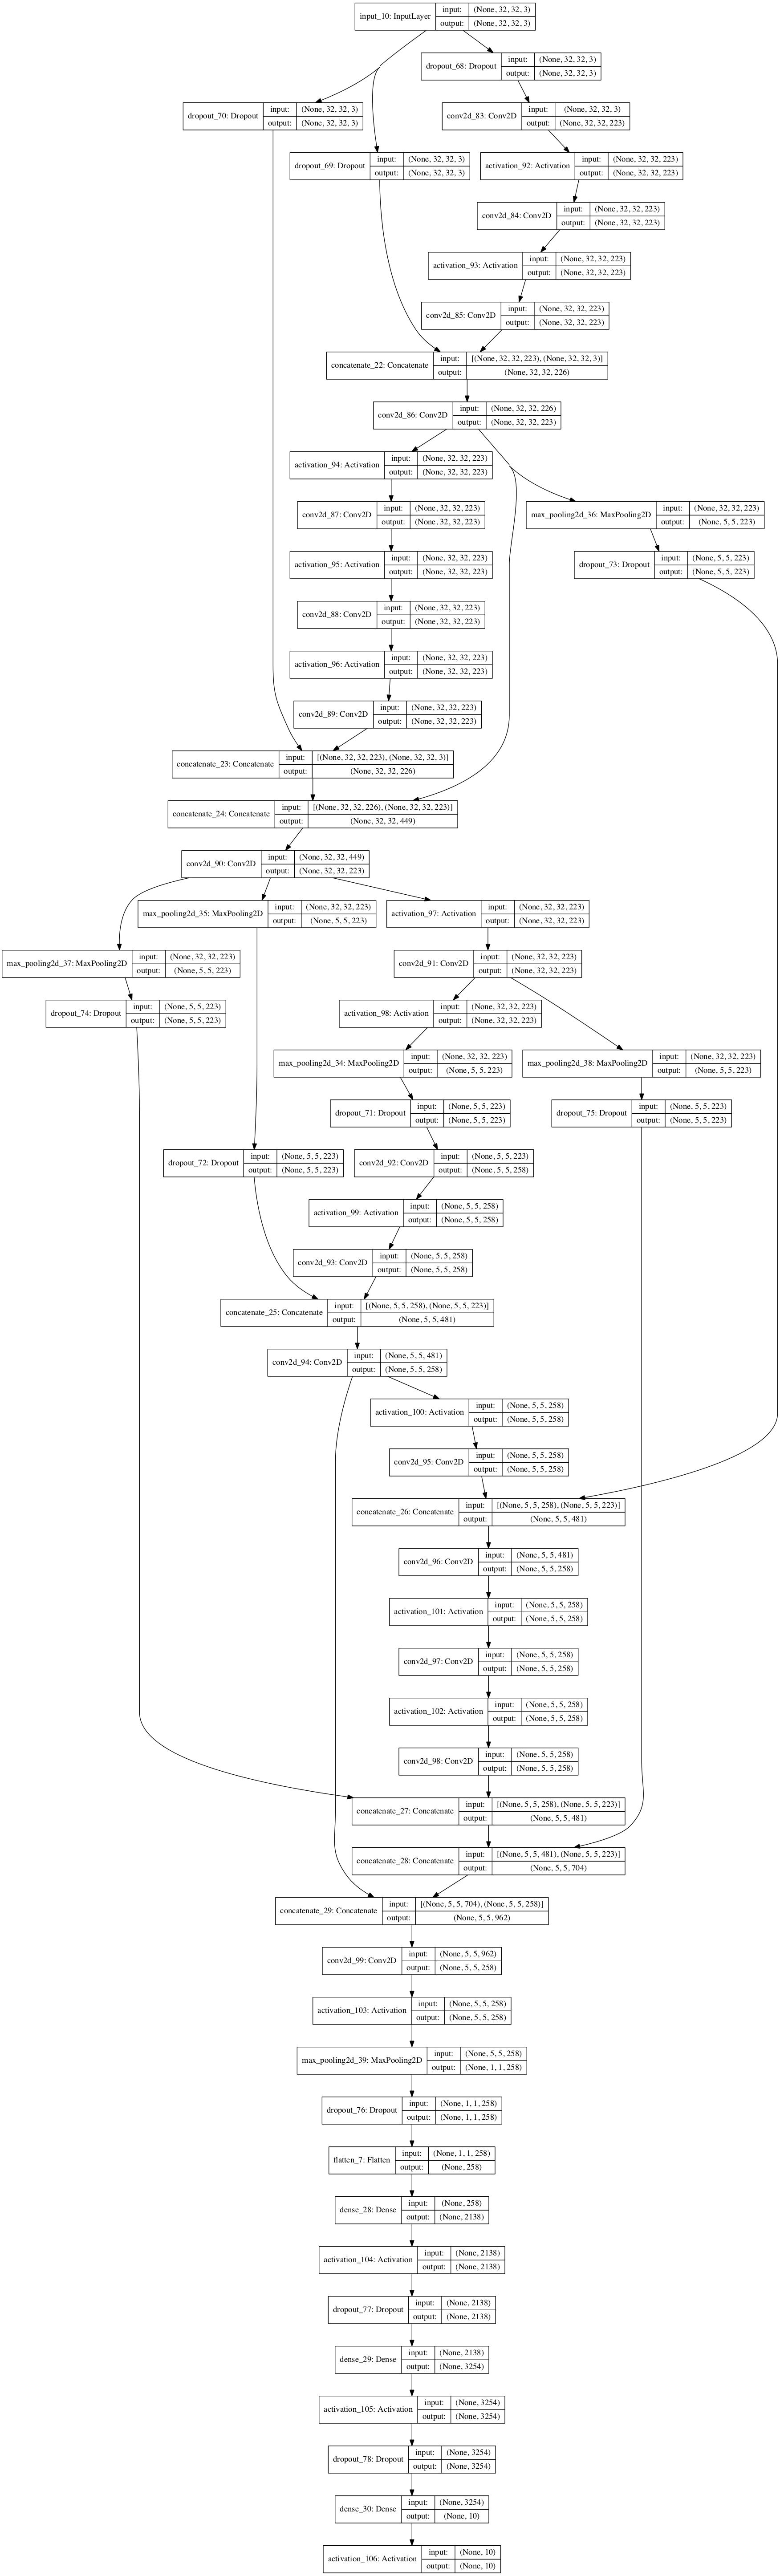 input_10: InputLayer input: (None, 32, 32, 3)
output: (None, 32, 32, 3)
dropout_68: Dropout input: (None, 32, 32, 3)
output: (None, 32, 32, 3)
dropout_70: Dropout input: (None, 32, 32, 3)
output: (None, 32, 32, 3)
conv2d_83: Conv2D input: (None, 32, 32, 3)
output: (None, 32, 32, 223)
dropout_69: Dropout input: (None, 32, 32, 3)
output: (None, 32, 32, 3)
activation_92: Activation input: (None, 32, 32, 223)
output: (None, 32, 32, 223)
conv2d_84: Conv2D input: (None, 32, 32, 223)
output: (None, 32, 32, 223)
activation_93: Activation input: (None, 32, 32, 223)
output: (None, 32, 32, 223)
conv2d_85: Conv2D input: (None, 32, 32, 223)
output: (None, 32, 32, 223)
concatenate_22: Concatenate input: [(None, 32, 32, 223), (None, 32, 32, 3)]
output: (None, 32, 32, 226)
conv2d_86: Conv2D input: (None, 32, 32, 226)
output: (None, 32, 32, 223)
activation_94: Activation input: (None, 32, 32, 223)
output: (None, 32, 32, 223)
conv2d_87: Conv2D input: (None, 32, 32, 223)
output: (None, 32, 32, 223)
max_pooling2d_36: MaxPooling2D input: (None, 32, 32, 223)
output: (None, 5, 5, 223)
activation_95: Activation input: (None, 32, 32, 223)
output: (None, 32, 32, 223)
dropout_73: Dropout input: (None, 5, 5, 223)
output: (None, 5, 5, 223)
conv2d_88: Conv2D input: (None, 32, 32, 223)
output: (None, 32, 32, 223)
activation_96: Activation input: (None, 32, 32, 223)
output: (None, 32, 32, 223)
conv2d_89: Conv2D input: (None, 32, 32, 223)
output: (None, 32, 32, 223)
concatenate_23: Concatenate input: [(None, 32, 32, 223), (None, 32, 32, 3)]
output: (None, 32, 32, 226)
concatenate_24: Concatenate input: [(None, 32, 32, 226), (None, 32, 32, 223)]
output: (None, 32, 32, 449)
conv2d_90: Conv2D input: (None, 32, 32, 449)
output: (None, 32, 32, 223)
max_pooling2d_35: MaxPooling2D input: (None, 32, 32, 223)
output: (None, 5, 5, 223)
activation_97: Activation input: (None, 32, 32, 223)
output: (None, 32, 32, 223)
max_pooling2d_37: MaxPooling2D input: (None, 32, 32, 223)
output: (None, 5, 5, 223)
conv2d_91: Conv2D input: (None, 32, 32, 223)
output: (None, 32, 32, 223)
dropout_74: Dropout input: (None, 5, 5, 223)
output: (None, 5, 5, 223)
activation_98: Activation input: (None, 32, 32, 223)
output: (None, 32, 32, 223)
max_pooling2d_34: MaxPooling2D input: (None, 32, 32, 223)
output: (None, 5, 5, 223)
max_pooling2d_38: MaxPooling2D input: (None, 32, 32, 223)
output: (None, 5, 5, 223)
dropout_71: Dropout input: (None, 5, 5, 223)
output: (None, 5, 5, 223)
dropout_75: Dropout input: (None, 5, 5, 223)
output: (None, 5, 5, 223)
dropout_72: Dropout input: (None, 5, 5, 223)
output: (None, 5, 5, 223)
conv2d_92: Conv2D input: (None, 5, 5, 223)
output: (None, 5, 5, 258)
activation_99: Activation input: (None, 5, 5, 258)
output: (None, 5, 5, 258)
conv2d_93: Conv2D input: (None, 5, 5, 258)
output: (None, 5, 5, 258)
concatenate_25: Concatenate input: [(None, 5, 5, 258), (None, 5, 5, 223)]
output: (None, 5, 5, 481)
conv2d_94: Conv2D input: (None, 5, 5, 481)
output: (None, 5, 5, 258)
activation_100: Activation input: (None, 5, 5, 258)
output: (None, 5, 5, 258)
conv2d_95: Conv2D input: (None, 5, 5, 258)
output: (None, 5, 5, 258)
concatenate_26: Concatenate input: [(None, 5, 5, 258), (None, 5, 5, 223)]
output: (None, 5, 5, 481)
conv2d_96: Conv2D input: (None, 5, 5, 481)
output: (None, 5, 5, 258)
activation_101: Activation input: (None, 5, 5, 258)
output: (None, 5, 5, 258)
conv2d_97: Conv2D input: (None, 5, 5, 258)
output: (None, 5, 5, 258)
activation_102: Activation input: (None, 5, 5, 258)
output: (None, 5, 5, 258)
conv2d_98: Conv2D input: (None, 5, 5, 258)
output: (None, 5, 5, 258)
concatenate_27: Concatenate input: [(None, 5, 5, 258), (None, 5, 5, 223)]
output: (None, 5, 5, 481)
concatenate_28: Concatenate input: [(None, 5, 5, 481), (None, 5, 5, 223)]
output: (None, 5, 5, 704)
concatenate_29: Concatenate input: [(None, 5, 5, 704), (None, 5, 5, 258)]
output: (None, 5, 5, 962)
conv2d_99: Conv2D input: (None, 5, 5, 962)
output: (None, 5, 5, 258)
activation_103: Activation input: (None, 5, 5, 258)
output: (None, 5, 5, 258)
max_pooling2d_39: MaxPooling2D input: (None, 5, 5, 258)
output: (None, 1, 1, 258)
dropout_76: Dropout input: (None, 1, 1, 258)
output: (None, 1, 1, 258)
flatten_7: Flatten input: (None, 1, 1, 258)
output: (None, 258)
dense_28: Dense input: (None, 258)
output: (None, 2138)
activation_104: Activation input: (None, 2138)
output: (None, 2138)
dropout_77: Dropout input: (None, 2138)
output: (None, 2138)
dense_29: Dense input: (None, 2138)
output: (None, 3254)
activation_105: Activation input: (None, 3254)
output: (None, 3254)
dropout_78: Dropout input: (None, 3254)
output: (None, 3254)
dense_30: Dense input: (None, 3254)
output: (None, 10)
activation_106: Activation input: (None, 10)
output: (None, 10)